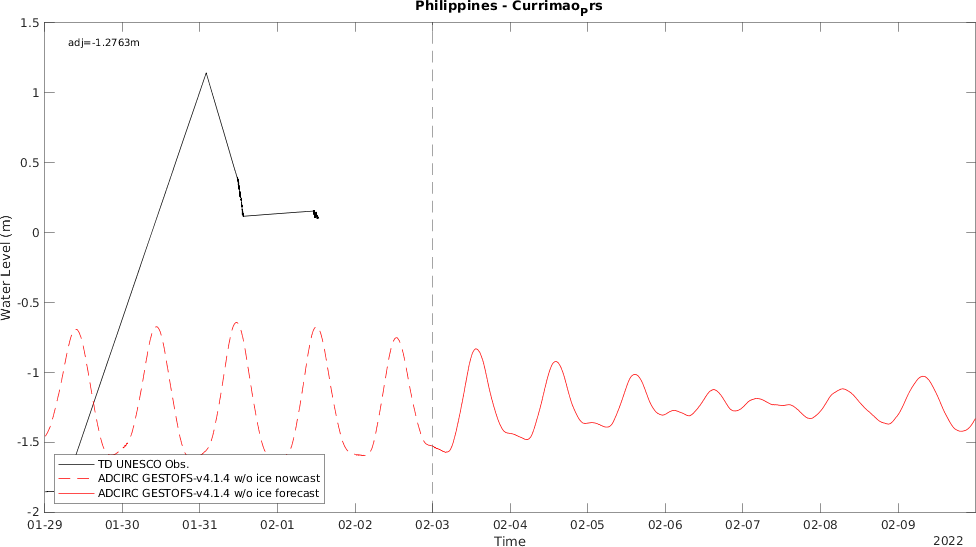 Philippines - Currimaoprs
adj=-1.2763m
1.5
1
0.5
0
-0.5
-1
-1.5
-2
Water Level (m)
TD UNESCO Obs.
ADCIRC GESTOFS-v4.1.4 w/o ice nowcast
ADCIRC GESTOFS-v4.1.4 w/o ice forecast
01-29 01-30 01-31 02-01 02-02 02-03 02-04 02-05 02-06 02-07 02-08 02-09
Time
2022